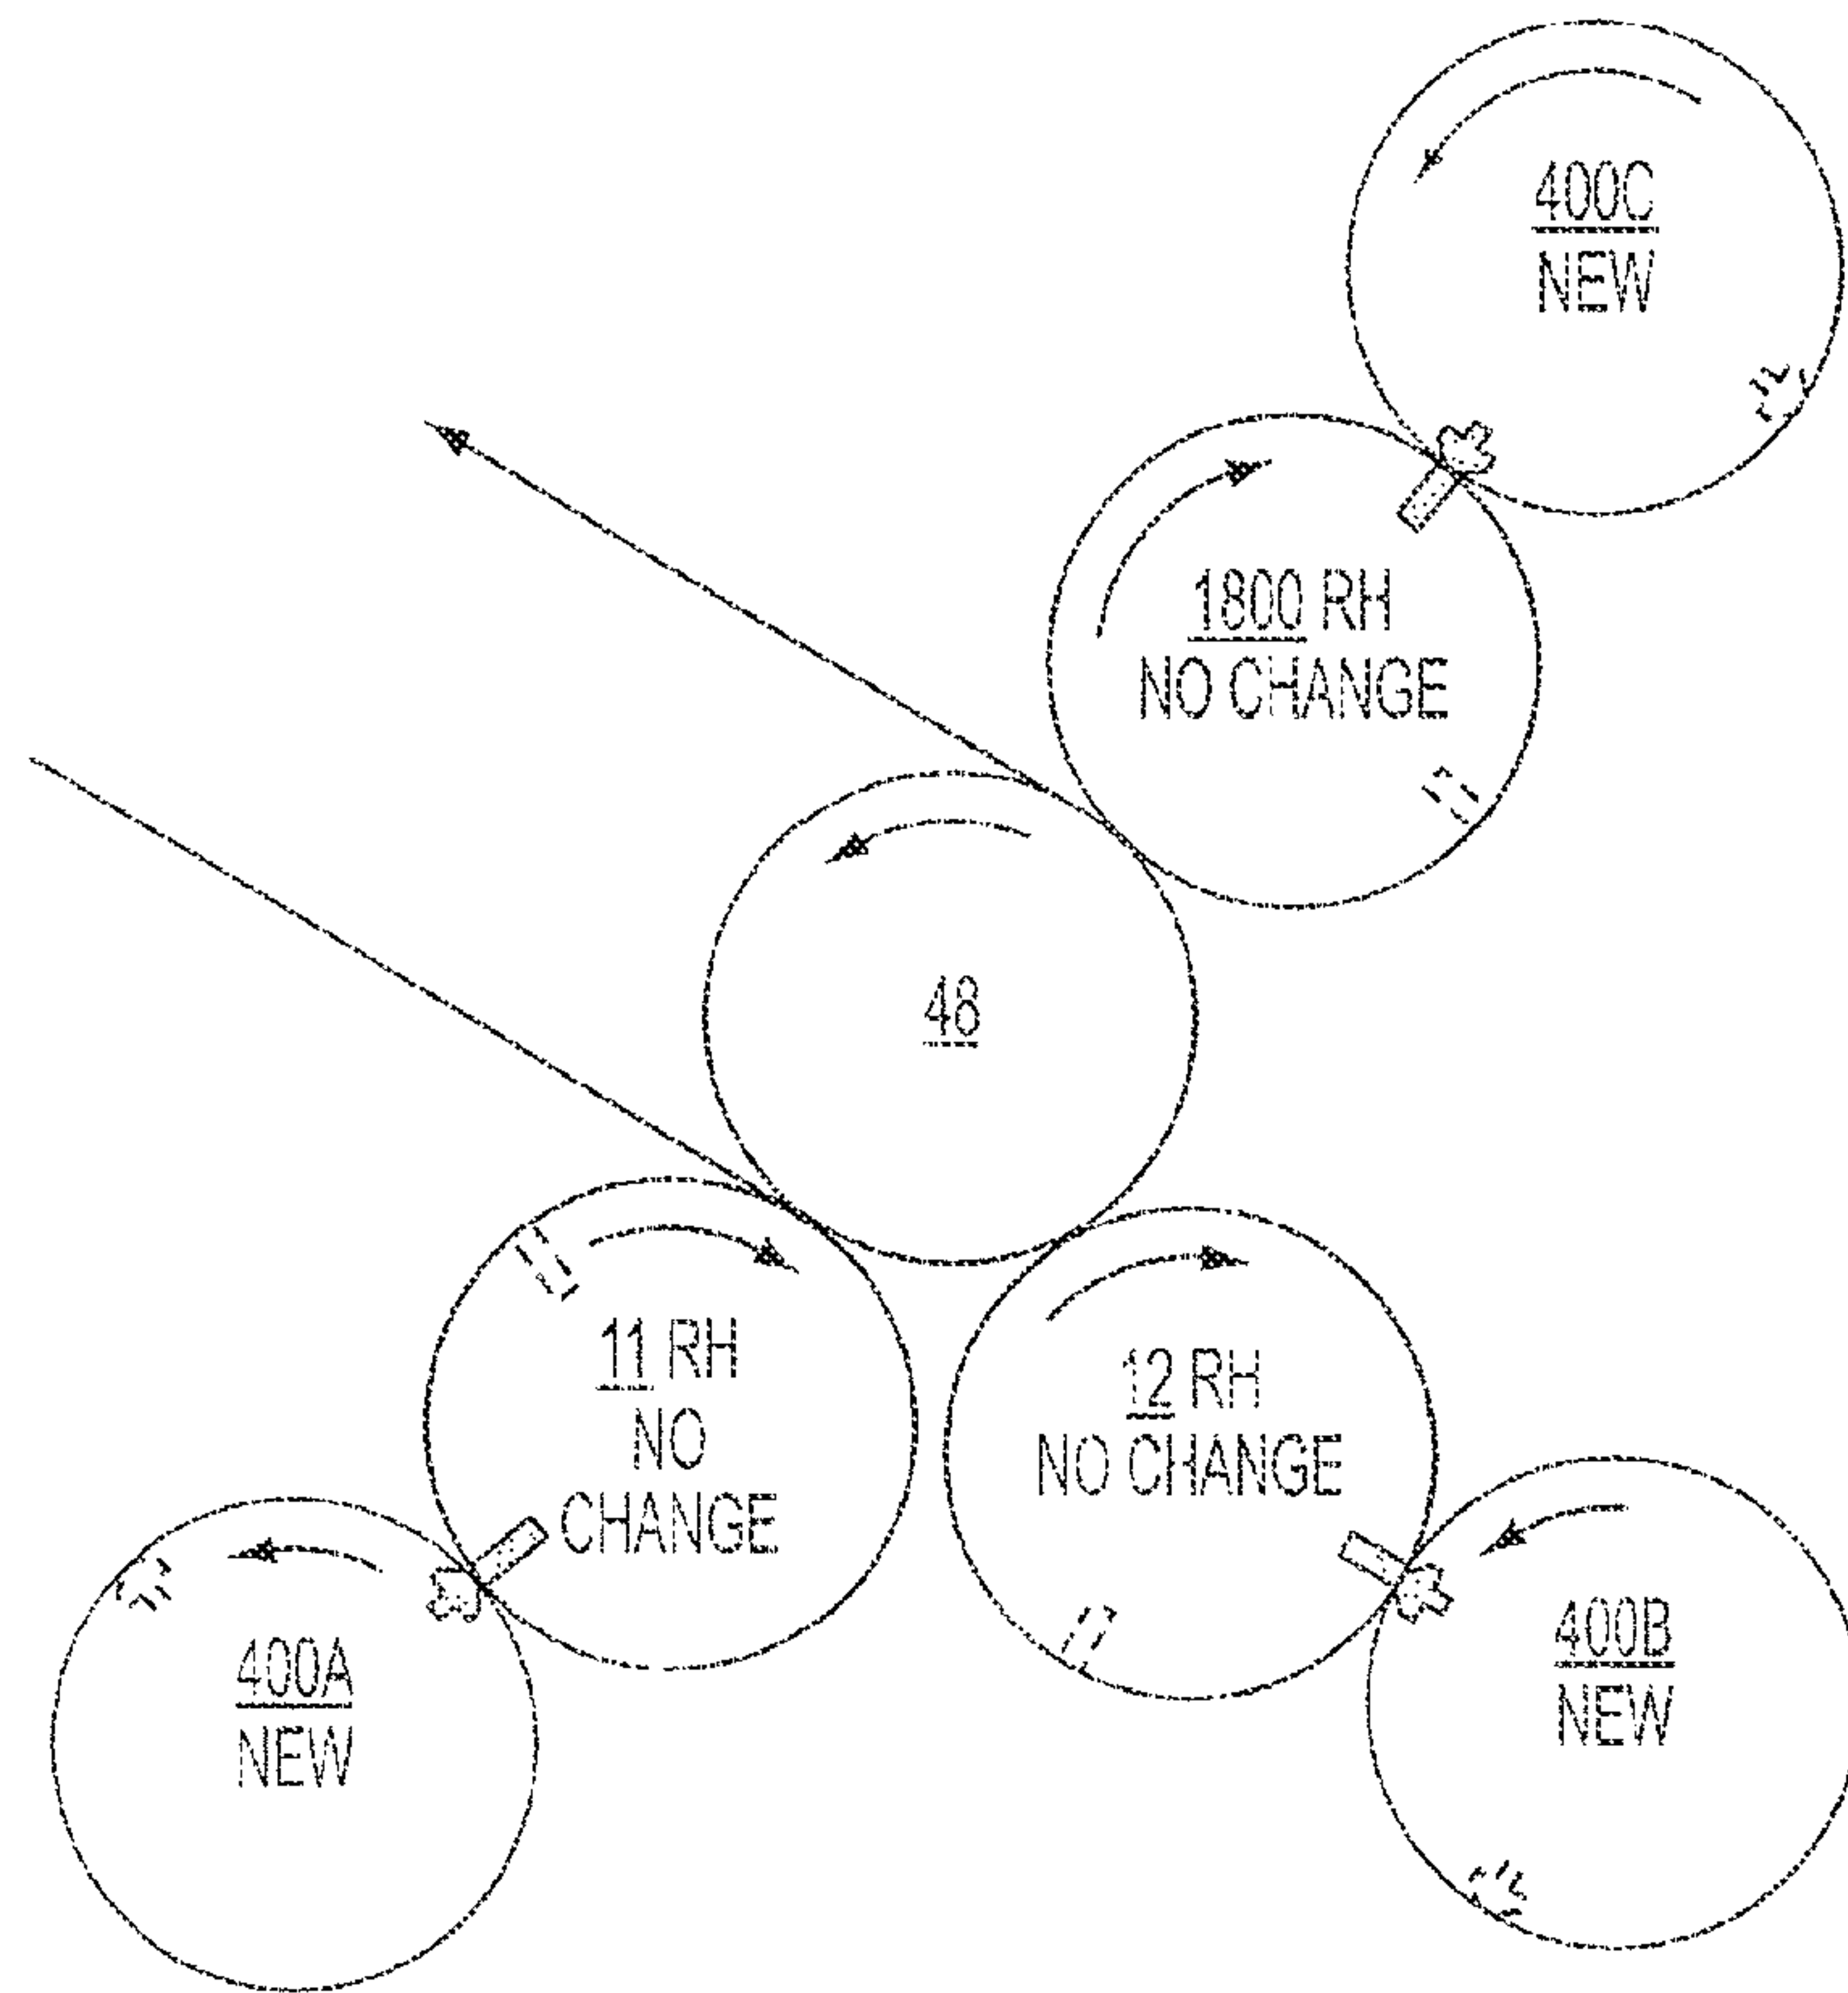 400C
NEW
1800 RH
NO CHANGE
48
11 RH
NO
CHANGE
12 RH
NO CHANGE
400A
NEW
400B
NEW